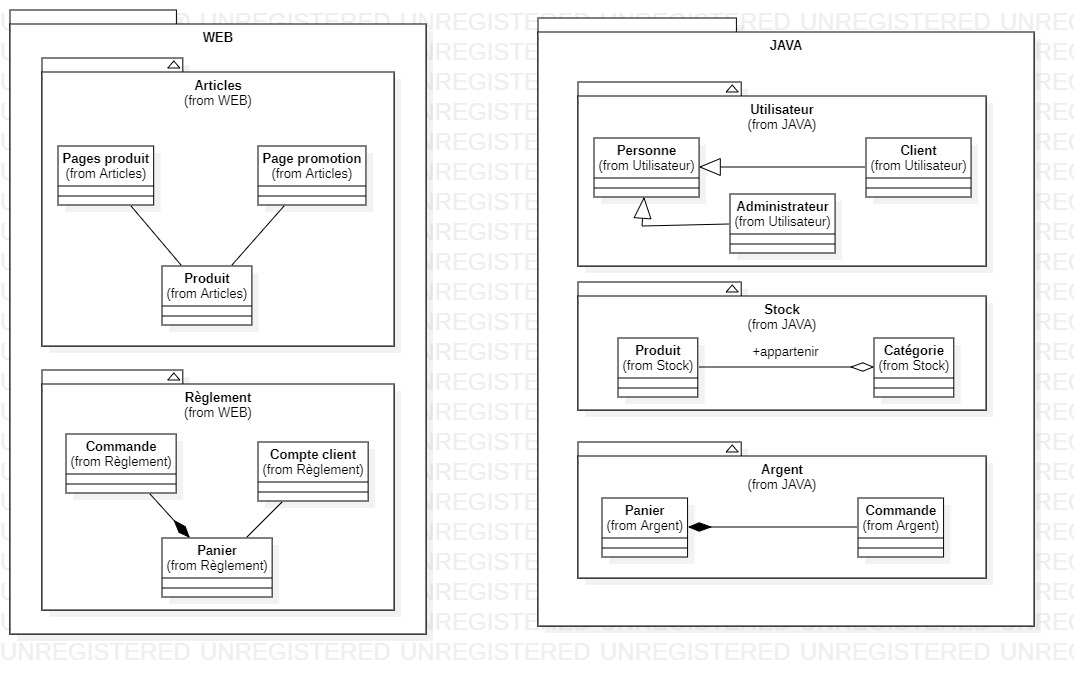 WEB
Articles
(from WEB)
Pages produit
(from Articles)
Page promotion
(from Articles)
Produit
(from Articles)
Règlement
(from WEB)
Commande
(from Règlement)
Compte client
(from Règlement)
Panier
(from Règlement)
JAVA
Utilisateur
(from JAVA)
Personne
(from Utilisateur)
Client
(from Utilisateur)
Administrateur
(from Utilisateur)
Stock
(from JAVA)
Produit
(from Stock)
+appartenir
Catégorie
(from Stock)
Argent
(from JAVA)
Panier
(from Argent)
Commande
(from Argent)
UNREGISTERED UNREGISTERED UNREGISTERED UNREGISTERED UNREGISTERED